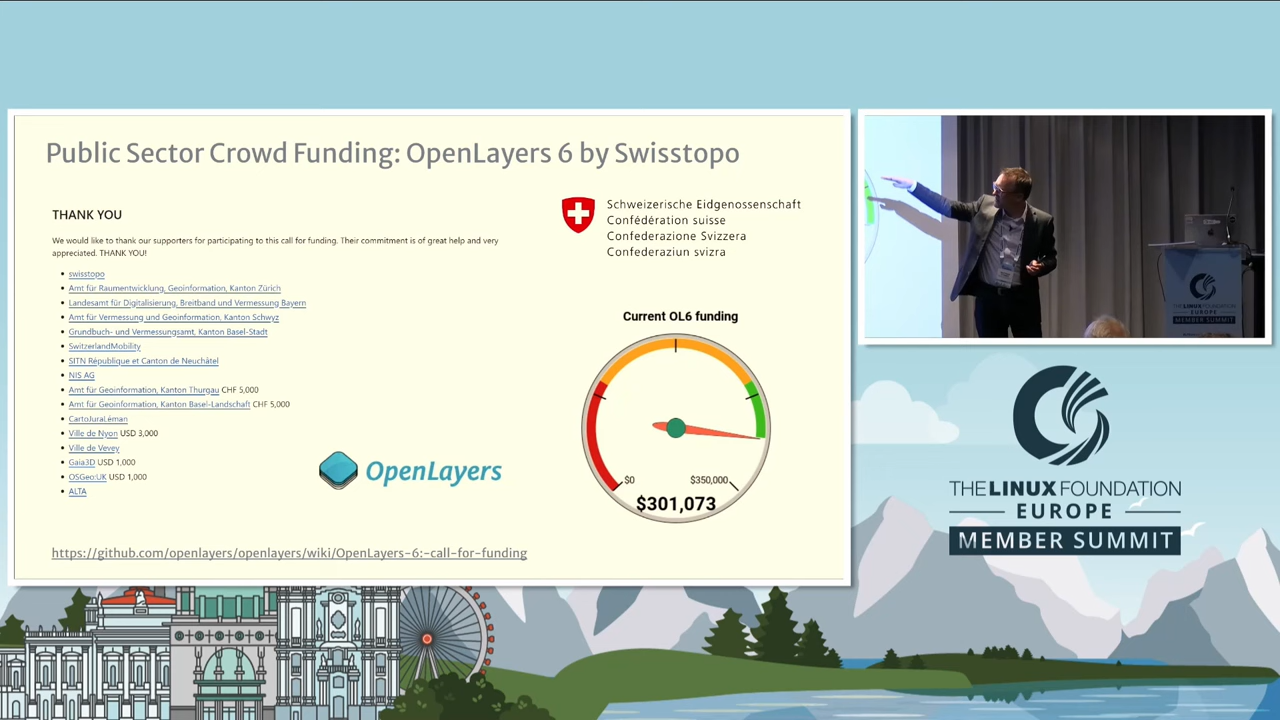 Public Sector Crowd Funding: OpenLayers 6 by Swisstopo
THANK YOU
We would like to thank our supporters for participating to this call for funding. Their commitment is of great help and very
appreciated. THANK YOU!
swisstopo
Amt für Raumentwicklung, Geoinformation, Kanton Zürich
Landesamt für Digitalisierung, Breitband und Vermessung Bayern
Amt für Vermessung und Geoinformation, Kanton Schwyz
Grundbuch- und Vermessungsamt, Kanton Basel-Stadt
SwitzerlandMobility
SITN République et Canton de Neuchâtel
NIS AG
Amt für Geoinformation, Kanton Thurgau CHF 5,000
Amt für Geoinformation, Kanton Basel-Landschaft CHF 5,000
CartoJuraLéman
Ville de Nyon USD 3,000
Ville de Vevey
Gaia3D USD 1,000
OSGeo:UK USD 1,000
ALTA
OpenLayers
https://github.com/openlayers/openlayers/wiki/OpenLayers-6:-call-for-funding
Schweizerische Eidgenossenschaft
Confédération suisse
Confederazione Svizzera
Confederaziun svizra
Current OL6 funding
$0
$350,000
$301,073
THE LINUX FOUNDATION
EUROPE
MEMBER SUMMIT
THE LINUX FOUNDATION
EUROPE
MEMBER SUMMIT